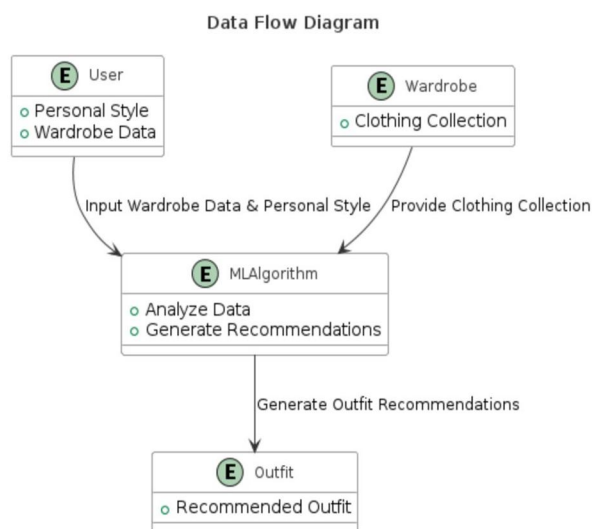 Data Flow Diagram
E User
Personal Style
Wardrobe Data
E Wardrobe
Clothing Collection
Input Wardrobe Data & Personal Style
Provide Clothing Collection
E MLAlgorithm
Analyze Data
Generate Recommendations
Generate Outfit Recommendations
E Outfit
Recommended Outfit